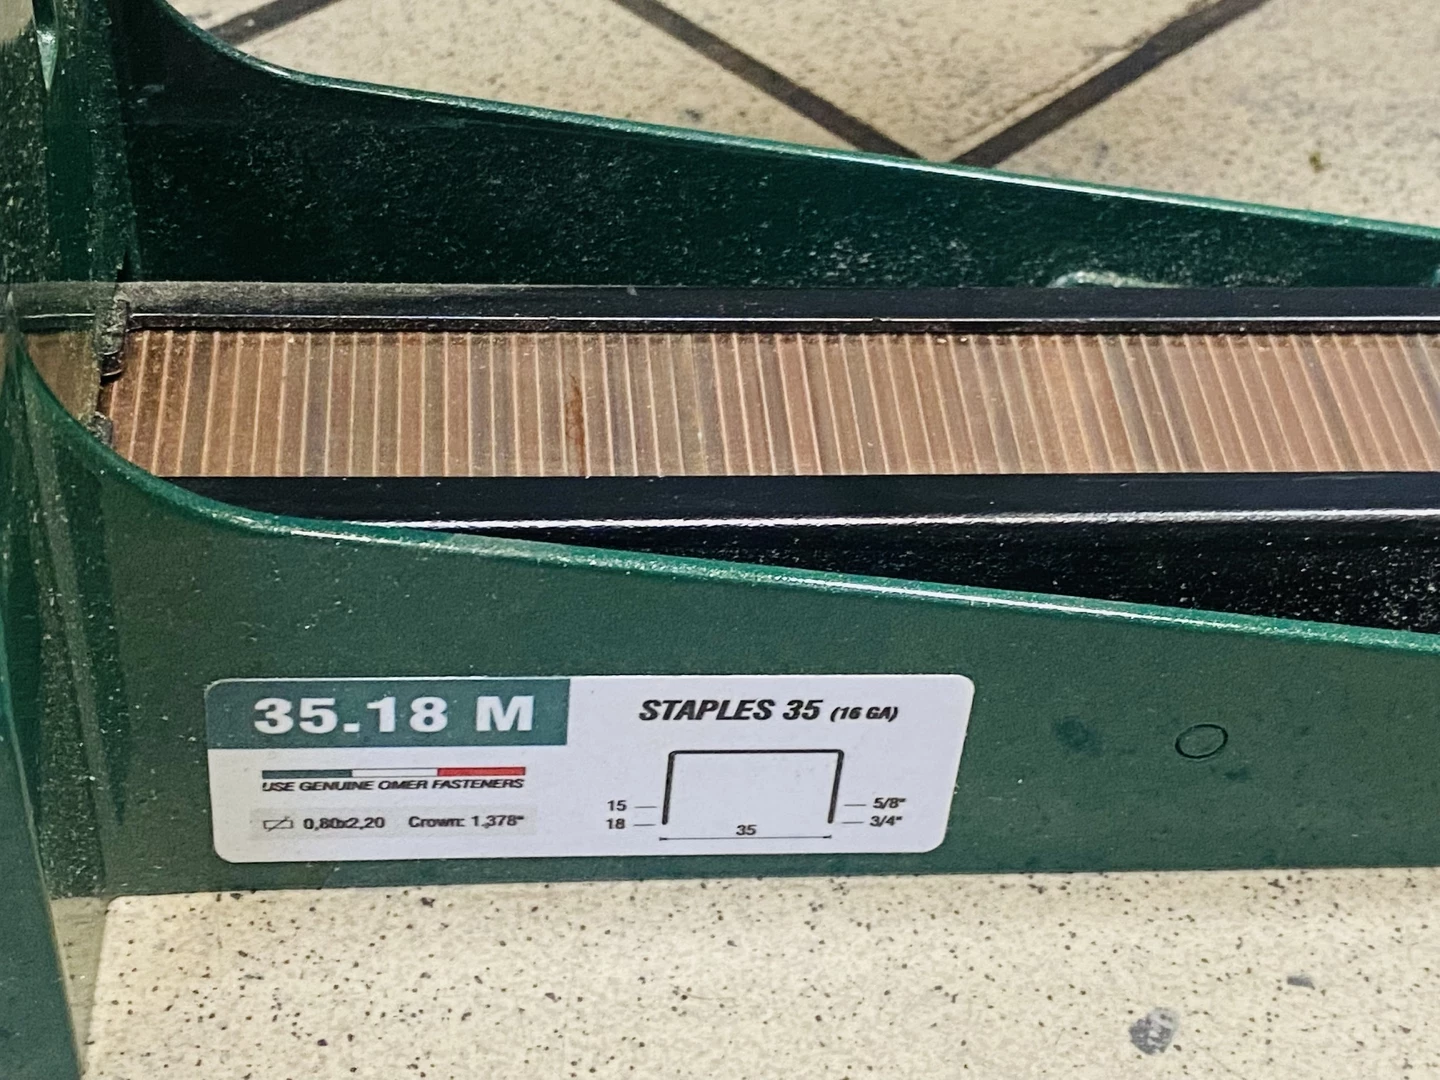 35.18 M
USE GENUINE OMER FASTENERS
0,80x2,20 Crown: 1,378"
STAPLES 35 (16 GA)
15
18
35
5/8"
3/4"